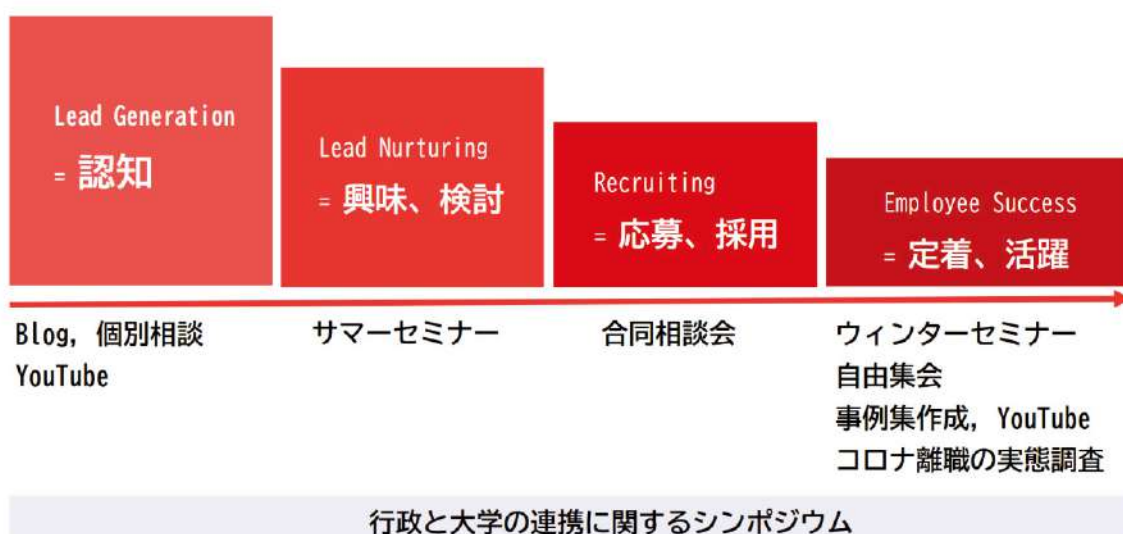 Lead Generation
= 認知
Lead Nurturing
= 興味、検討
Recruiting
= 応募、採用
Employee Success
= 定着、活躍
Blog, 個別相談
YouTube
サマーセミナー
合同相談会
ウィンターセミナー
自由集会
事例集作成, YouTube
コロナ離職の実態調査
行政と大学の連携に関するシンポジウム